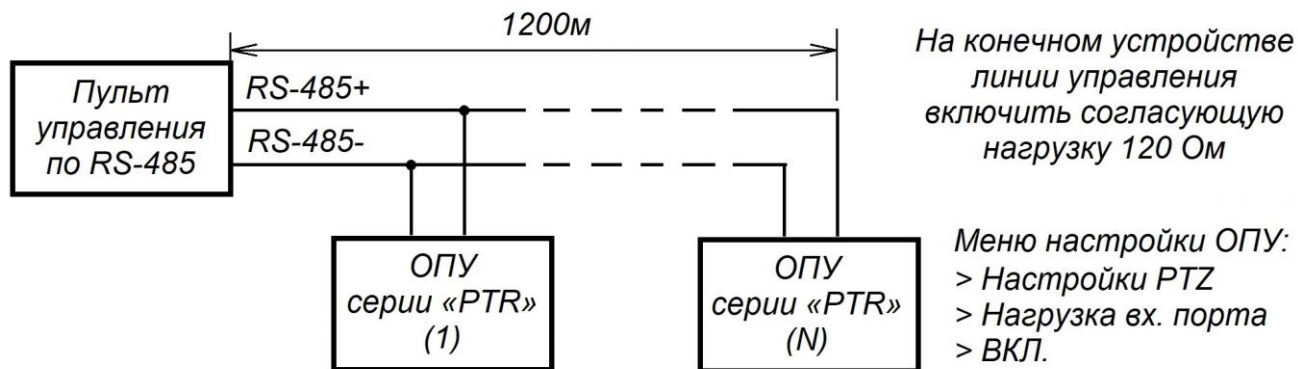 1200м
Пульт
управления
по RS-485
RS-485+
RS-485-
ОПУ
серии «PTR»
(1)
ОПУ
серии «PTR»
(N)
На конечном устройстве
линии управления
включить согласующую
нагрузку 120 Ом
Меню настройки ОПУ:
> Настройки PTZ
> Нагрузка вх. порта
> ВКЛ.